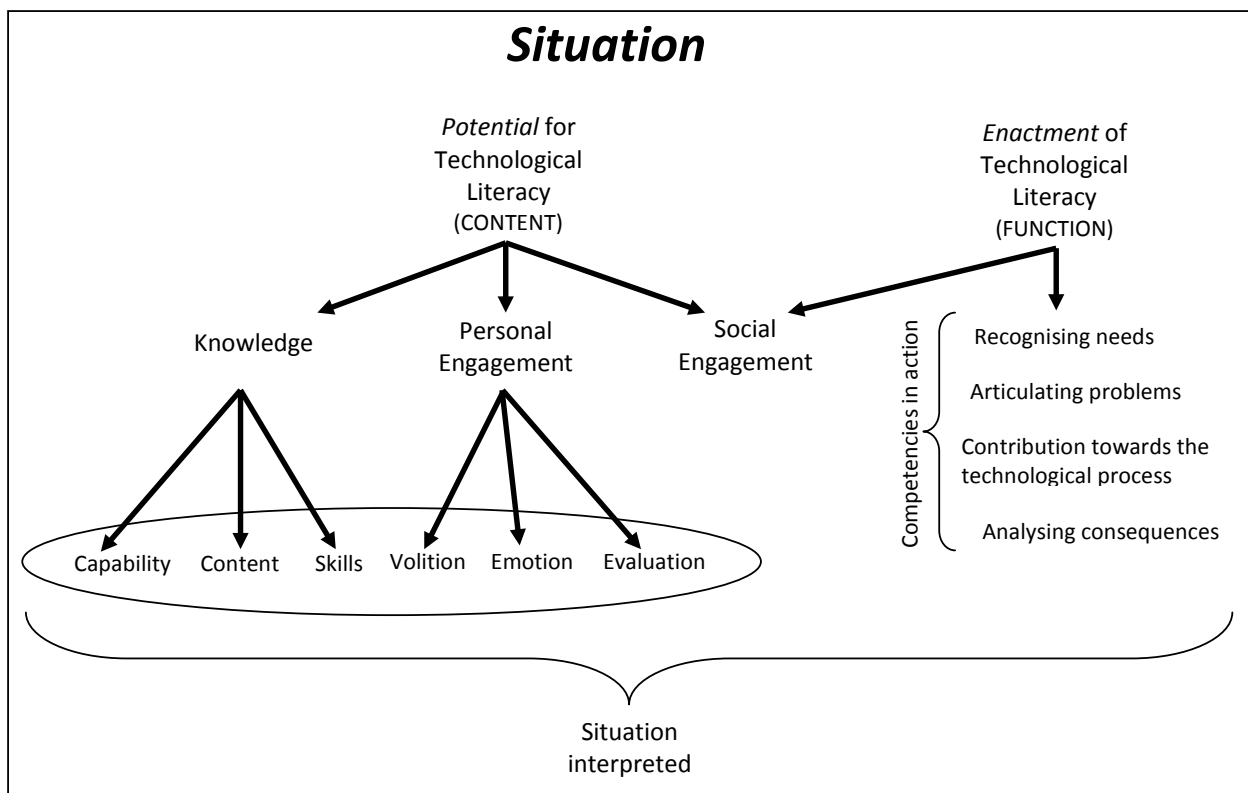 Situation
Potential for
Technological
Literacy
(CONTENT)
Enactment of
Technological
Literacy
(FUNCTION)
Knowledge
Personal
Engagement
Social
Engagement
Competencies in action
Recognising needs
Articulating problems
Contribution towards the
technological process
Analysing consequences
Capability
Content
Skills
Volition
Emotion
Evaluation
Situation
interpreted